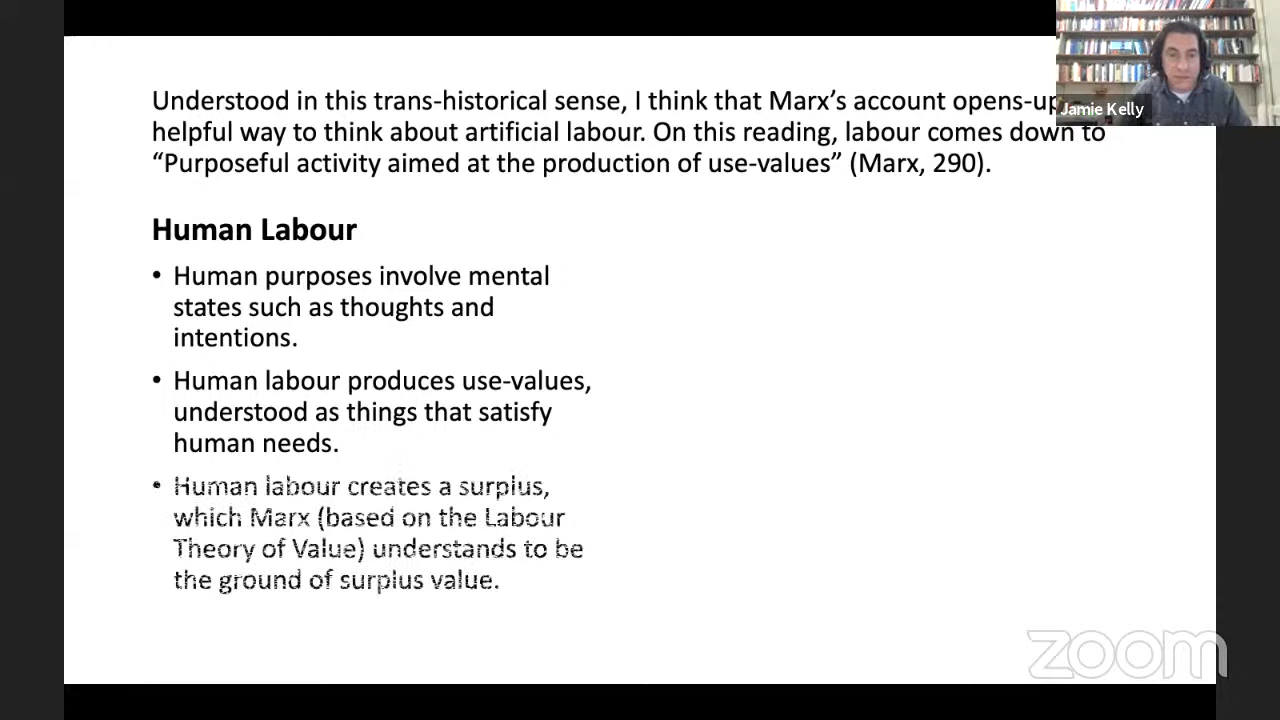 Understood in this trans-historical sense, I think that Marx’s account opens-up
helpful way to think about artificial labour. On this reading, labour comes down to
“Purposeful activity aimed at the production of use-values” (Marx, 290).
Jamie Kelly
Human Labour
• Human purposes involve mental
states such as thoughts and
intentions.
• Human labour produces use-values,
understood as things that satisfy
human needs.
• Human labour creates a surplus,
which Marx (based on the Labour
Theory of Value) understands to be
the ground of surplus value.
zoom